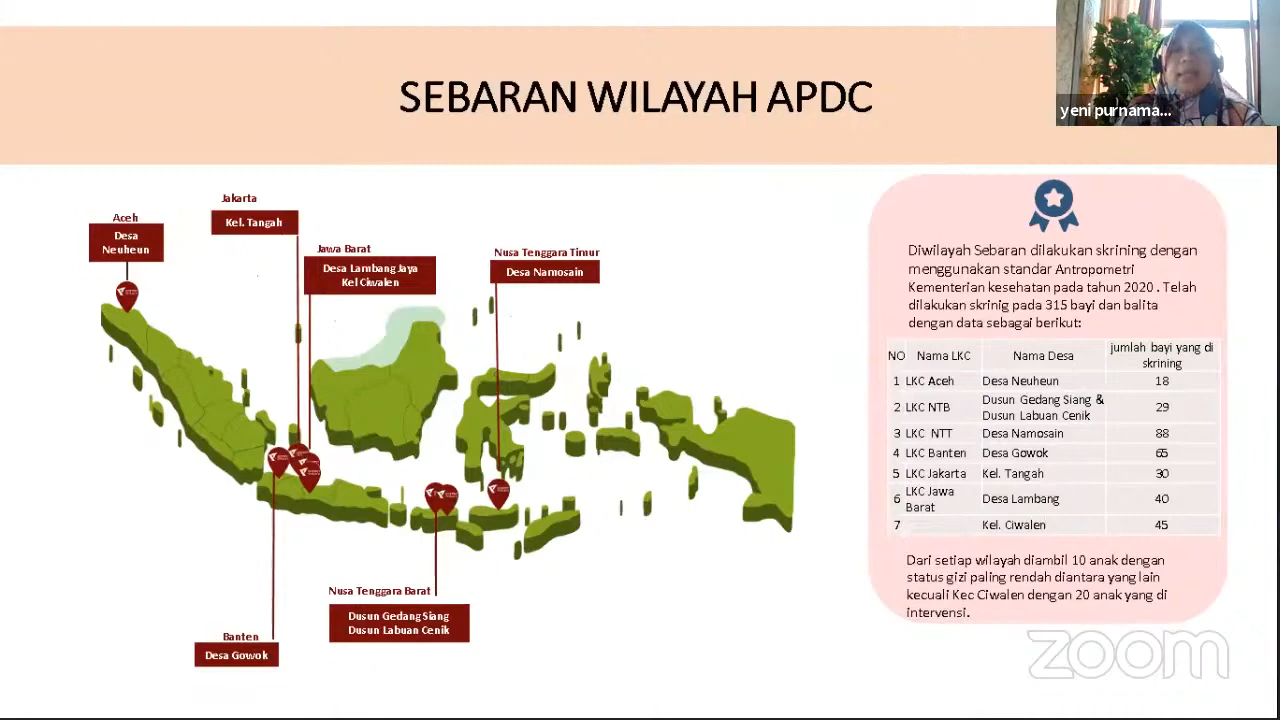 SEBARAN WILAYAH APDC
yeni purnama...
Jakarta
Kel. Tangah
Aceh
Desa
Neuheun
Jawa Barat
Desa Lambang Jaya
Kel Ciwalen
Nusa Tenggara Timur
Desa Namosain
Nusa Tenggara Barat
Dusun Gedang Siang
Dusun Labuan Cenik
Banten
Desa Gowok
Diwilayah Sebaran dilakukan skrining dengan
menggunakan standar Antropometri
Kementerian kesehatan pada tahun 2020 . Telah
dilakukan skrinig pada 315 bayi dan balita
dengan data sebagai berikut:
NO Nama LKC Nama Desa jumlah bayi yang di skrining
1 LKC Aceh Desa Neuheun 18
2 LKC NTB Dusun Gedang Siang & Dusun Labuan Cenik 29
3 LKC NTT Desa Namosain 88
4 LKC Banten Desa Gowok 65
5 LKC Jakarta Kel. Tangah 30
6 LKC Jawa Barat Desa Lambang 40
7 Kel. Ciwalen 45
Dari setiap wilayah diambil 10 anak dengan
status gizi paling rendah diantara yang lain
kecuali Kec Ciwalen dengan 20 anak yang di
intervensi.
zoom